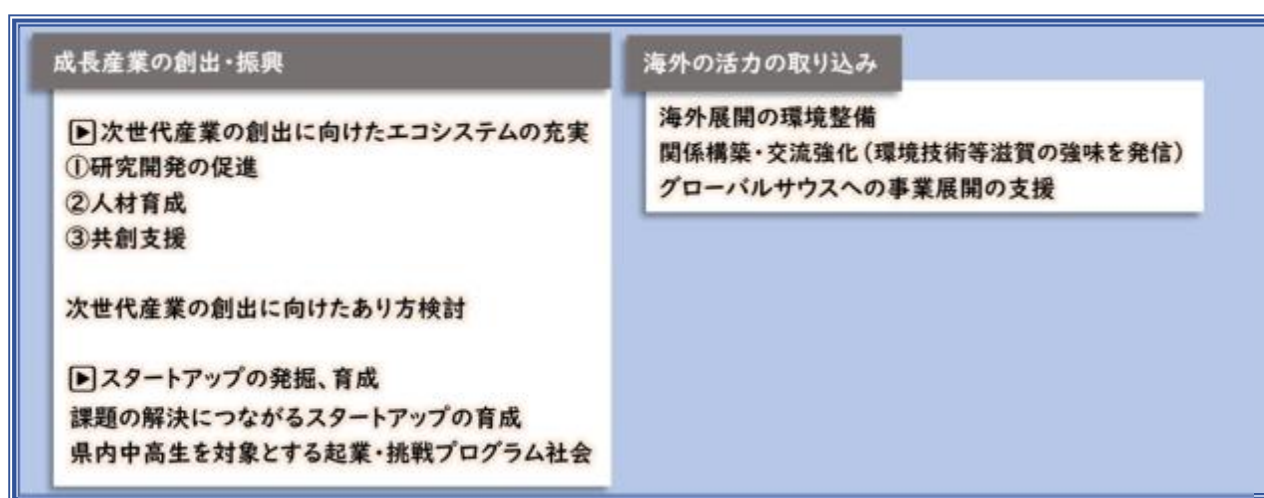 成長産業の創出・振興
▶次世代産業の創出に向けたエコシステムの充実
①研究開発の促進
②人材育成
③共創支援
次世代産業の創出に向けたあり方検討
▶スタートアップの発掘、育成
課題の解決につながるスタートアップの育成
県内中高生を対象とする起業・挑戦プログラム社会
海外の活力の取り込み
海外展開の環境整備
関係構築・交流強化（環境技術等滋賀の強味を発信）
グローバルサウスへの事業展開の支援